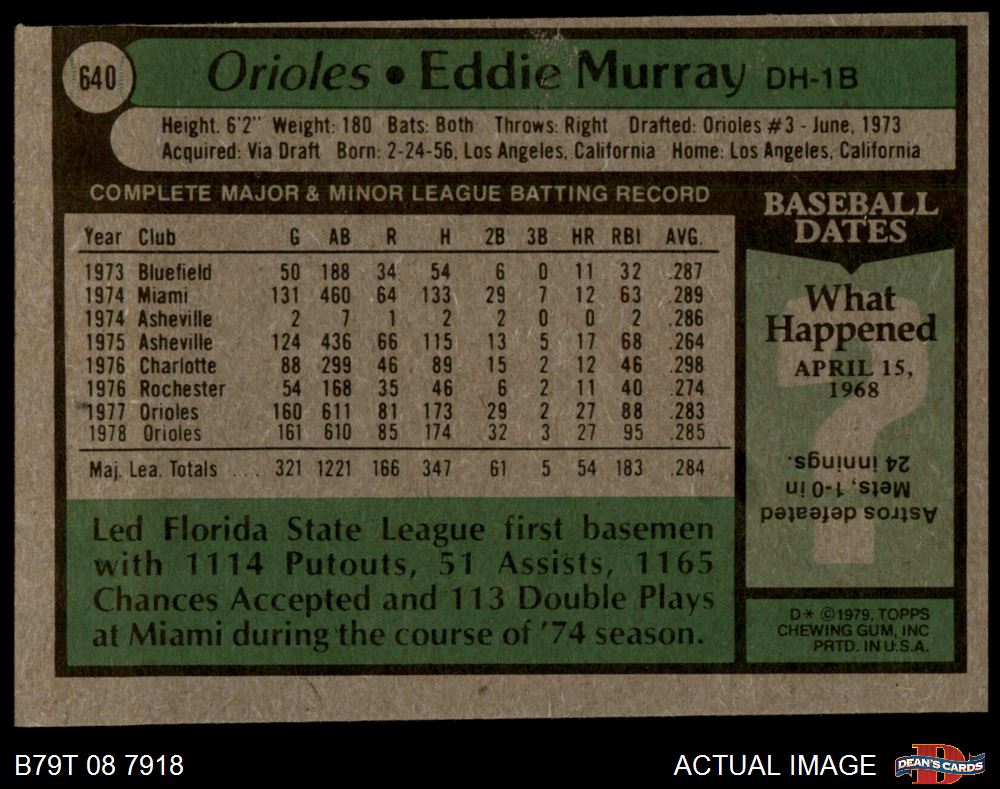 640
Orioles • Eddie Murray DH-1B
Height. 6'2" Weight: 180 Bats: Both Throws: Right Drafted: Orioles #3 - June, 1973
Acquired: Via Draft Born: 2-24-56, Los Angeles, California Home: Los Angeles, California
COMPLETE MAJOR & MINOR LEAGUE BATTING RECORD
Year Club G AB R H 2B 3B HR RBI AVG.
1973 Bluefield 50 188 34 54 6 0 11 32 .287
1974 Miami 131 460 64 133 29 7 12 63 .289
1974 Asheville 2 7 1 2 2 0 0 2 .286
1975 Asheville 124 436 66 115 13 5 17 68 .264
1976 Charlotte 88 299 46 89 15 2 12 46 .298
1976 Rochester 54 168 35 46 6 2 11 40 .274
1977 Orioles 160 611 81 173 29 2 27 88 .283
1978 Orioles 161 610 85 174 32 3 27 95 .285
Maj. Lea. Totals ... 321 1221 166 347 61 5 54 183 .284
Led Florida State League first basemen
with 1114 Putouts, 51 Assists, 1165
Chances Accepted and 113 Double Plays
at Miami during the course of '74 season.
BASEBALL
DATES
?
What
Happened
APRIL 15,
1968
Astros defeated
Mets, 1-0 in
24 innings.
D* ©1979, TOPPS
CHEWING GUM, INC
PRTD. IN U.S.A.
B79T 08 7918
ACTUAL IMAGE
D
DEAN'S CARDS